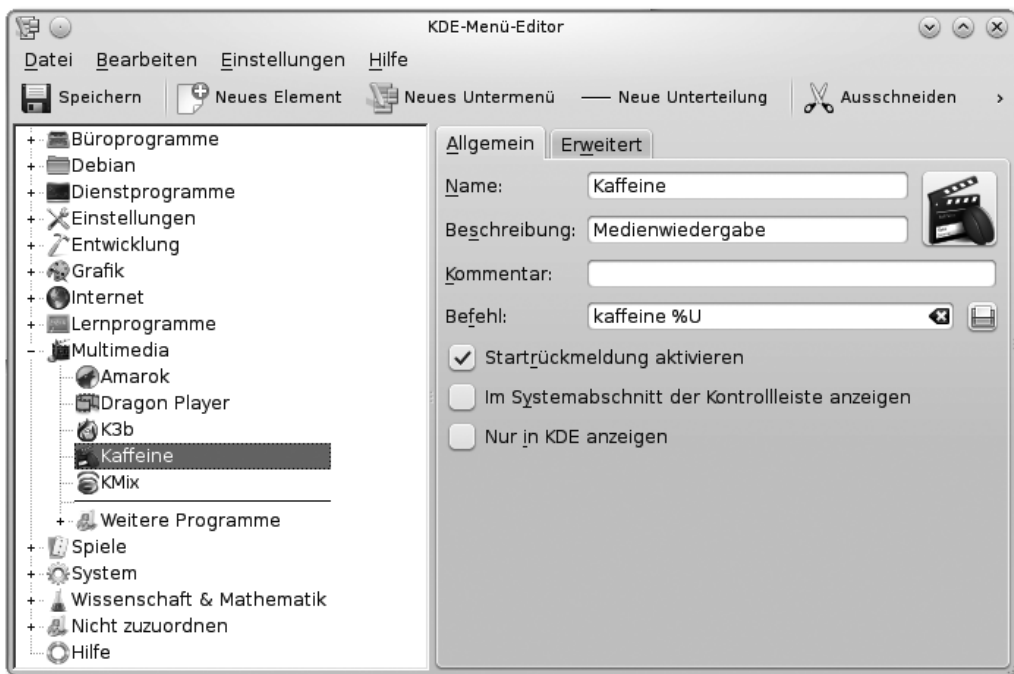 KDE-Menü-Editor
Datei Bearbeiten Einstellungen Hilfe
Speichern Neues Element Neues Untermenü Neue Unterteilung Ausschneiden
Büroprogramme
Debian
Dienstprogramme
Einstellungen
Entwicklung
Grafik
Internet
Lernprogramme
Multimedia
Amarok
Dragon Player
K3b
Kaffeine
KMix
Weitere Programme
Spiele
System
Wissenschaft & Mathematik
Nicht zuzuordnen
Hilfe
Allgemein Erweitert
Name: Kaffeine
Beschreibung: Medienwiedergabe
Kommentar:
Befehl: kaffeine %U
Startrückmeldung aktivieren
Im Systemabschnitt der Kontrollleiste anzeigen
Nur in KDE anzeigen